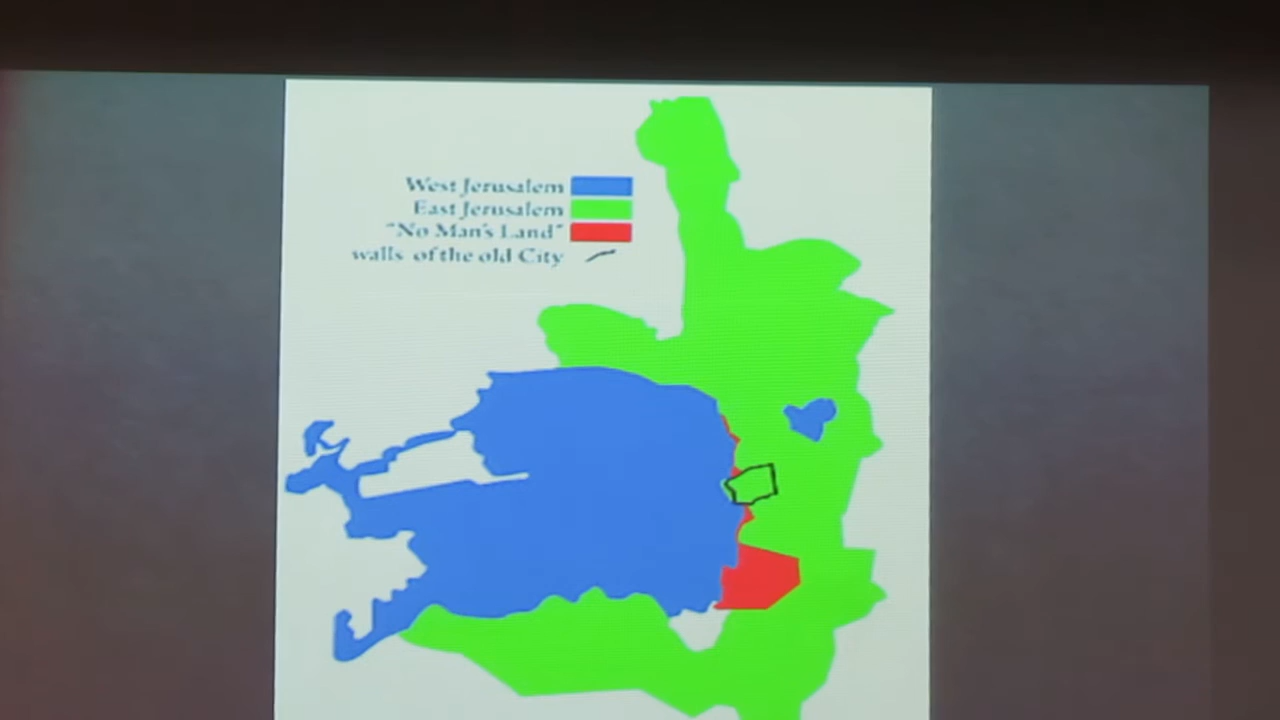 West Jerusalem
East Jerusalem
"No Man's Land"
walls of the old City